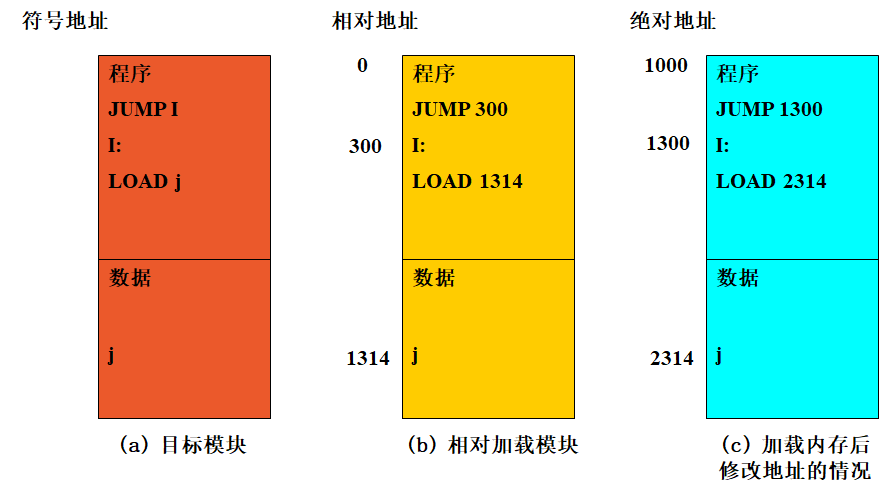 符号地址
相对地址
绝对地址
程序
JUMP I
I:
LOAD j
数据
j
0
300
1314
程序
JUMP 300
I:
LOAD 1314
数据
j
1000
1300
2314
程序
JUMP 1300
I:
LOAD 2314
数据
j
(a) 目标模块
(b) 相对加载模块
(c) 加载内存后
修改地址的情况